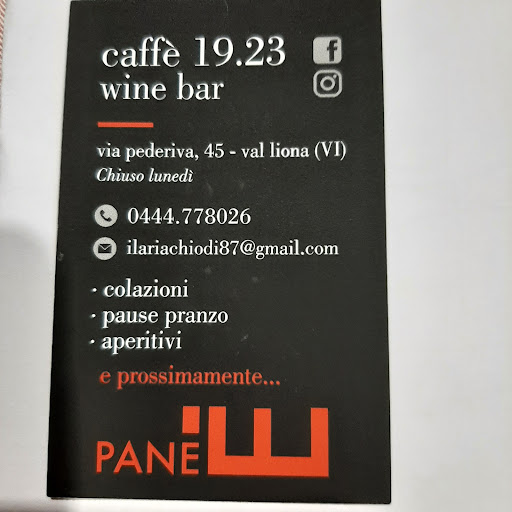 caffè 19.23
wine bar
via pederiva, 45 - val liona (VI)
Chiuso lunedì
0444.778026
ilariachiodi87@gmail.com
· colazioni
· pause pranzo
· aperitivi
e prossimamente...
PANE